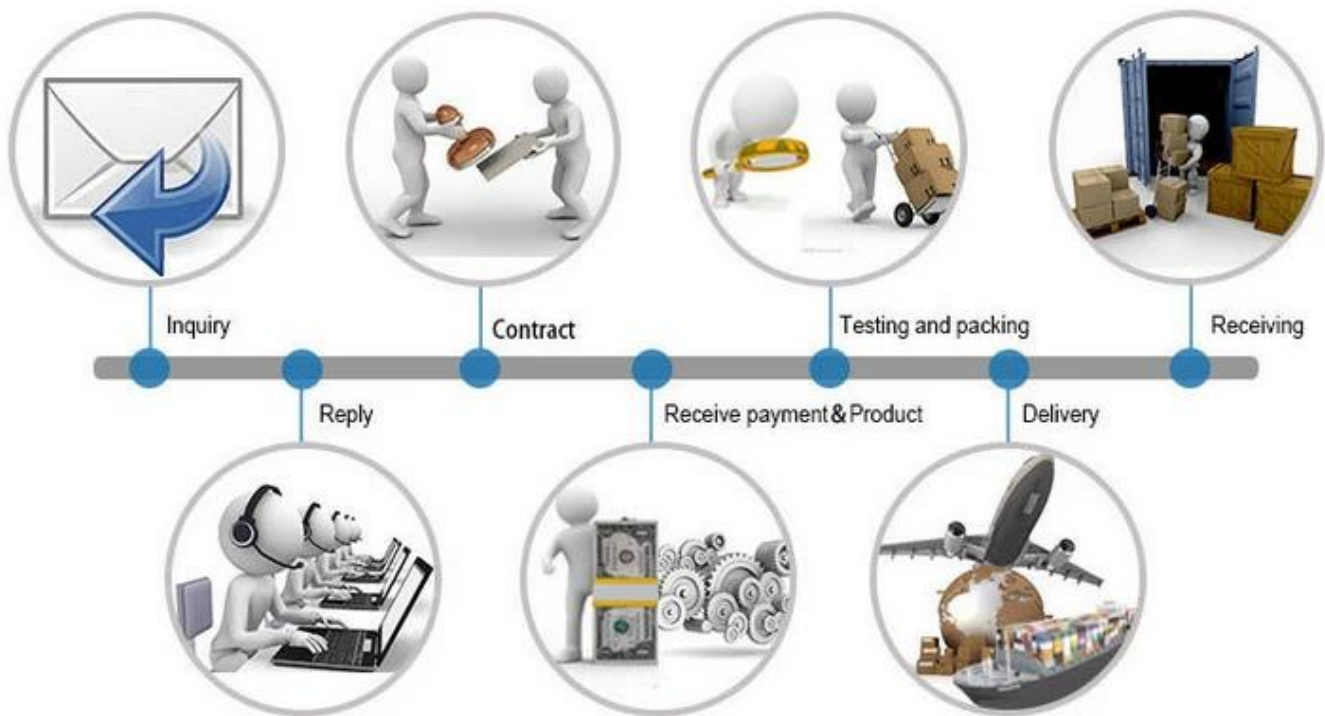 Inquiry
Reply
Contract
Receive payment & Product
Testing and packing
Delivery
Receiving